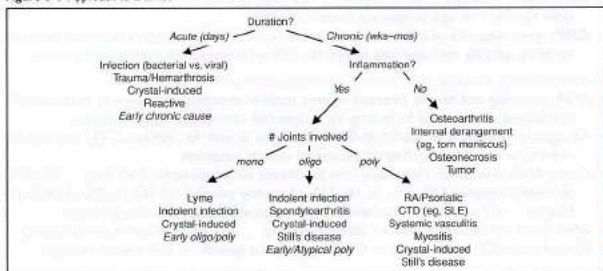 Duration?
Acute (days)
Chronic (wks–mos)
Infection (bacterial vs. viral)
Trauma/Hemarthrosis
Crystal-induced
Reactive
Early chronic cause
Inflammation?
Yes
No
Osteoarthritis
Internal derangement
(eg, torn meniscus)
Osteonecrosis
Tumor
# Joints involved
mono
oligo
poly
Lyme
Indolent infection
Crystal-induced
Early oligo/poly
Indolent infection
Spondyloarthritis
Crystal-induced
Still's disease
Early/Atypical poly
RA/Psoriatic
CTD (eg, SLE)
Systemic vasculitis
Myositis
Crystal-induced
Still's disease